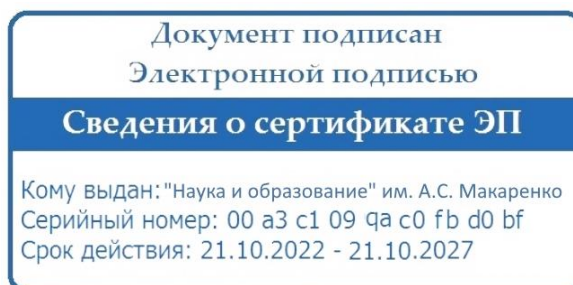 Документ подписан
Электронной подписью
Сведения о сертификате ЭП
Кому выдан: "Наука и образование" им. А.С. Макаренко
Серийный номер: 00 a3 c1 09 qa c0 fb d0 bf
Срок действия: 21.10.2022 - 21.10.2027